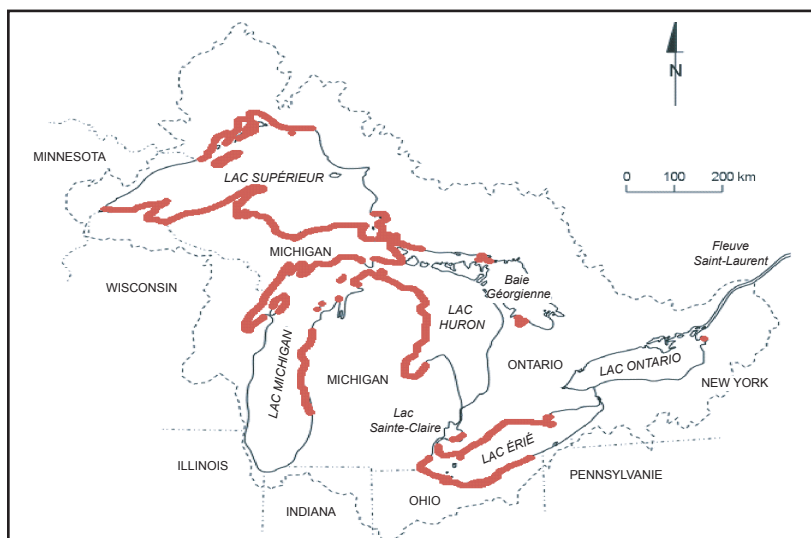 N
MINNESOTA
LAC SUPÉRIEUR
0 100 200 km
MICHIGAN
Fleuve
Saint-Laurent
WISCONSIN
Baie
Géorgienne
LAC
HURON
LAC MICHIGAN
MICHIGAN
ONTARIO
LAC ONTARIO
NEW YORK
Lac
Sainte-Claire
LAC ÉRIÉ
ILLINOIS
PENNSYLVANIE
INDIANA
OHIO